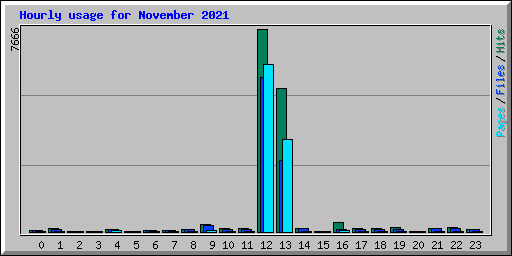 Hourly usage for November 2021
7666
Pages/Files/Hits
0 1 2 3 4 5 6 7 8 9 10 11 12 13 14 15 16 17 18 19 20 21 22 23